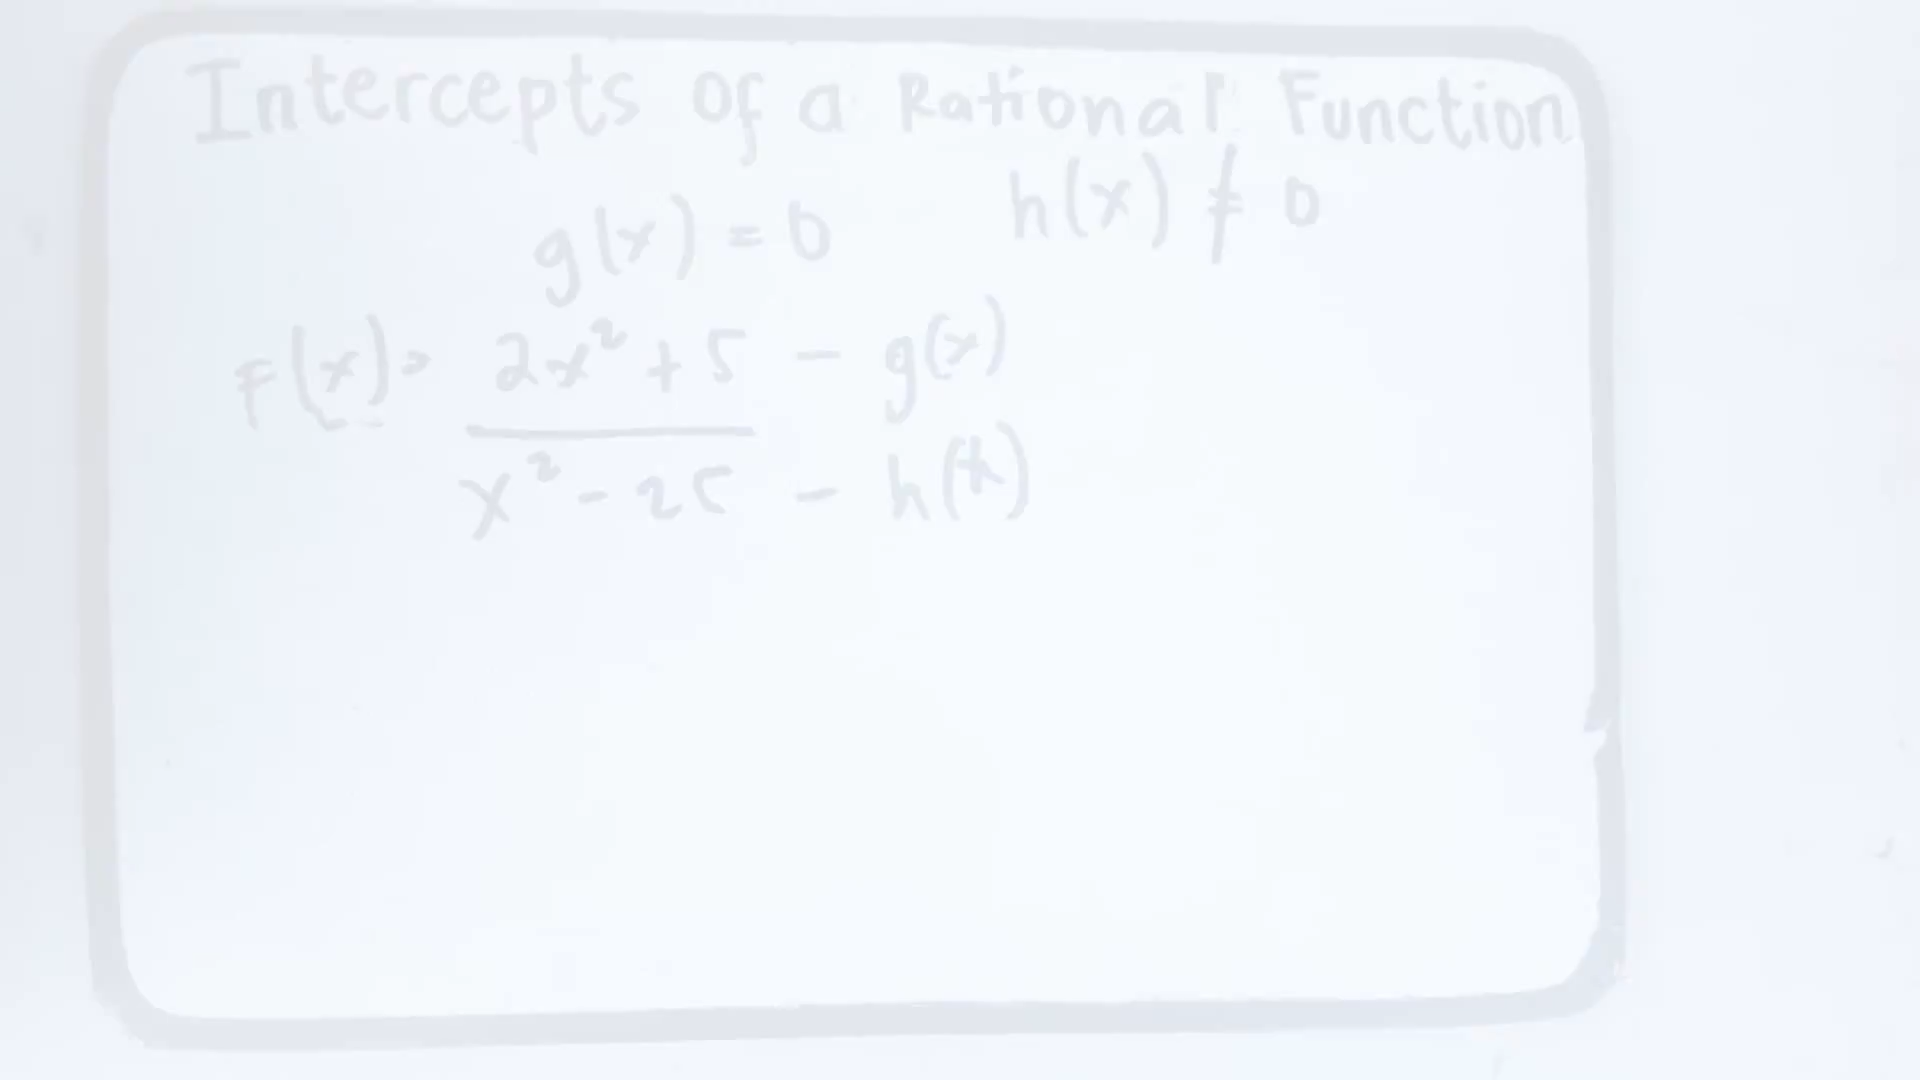 Intercepts of a Rational Function
g(x) = 0 h(x) ≠ 0
F(x) = 2x² + 5 - g(x)
x² - 25 - h(x)